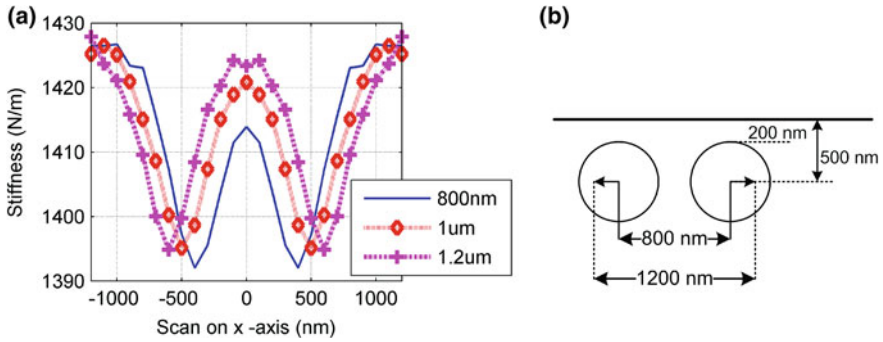 (a)
1430
1420
1410
1400
1390
Stiffness (N/m)
-1000
-500
0
500
1000
Scan on x -axis (nm)
800nm
1um
1.2um
(b)
200 nm
500 nm
800 nm
1200 nm